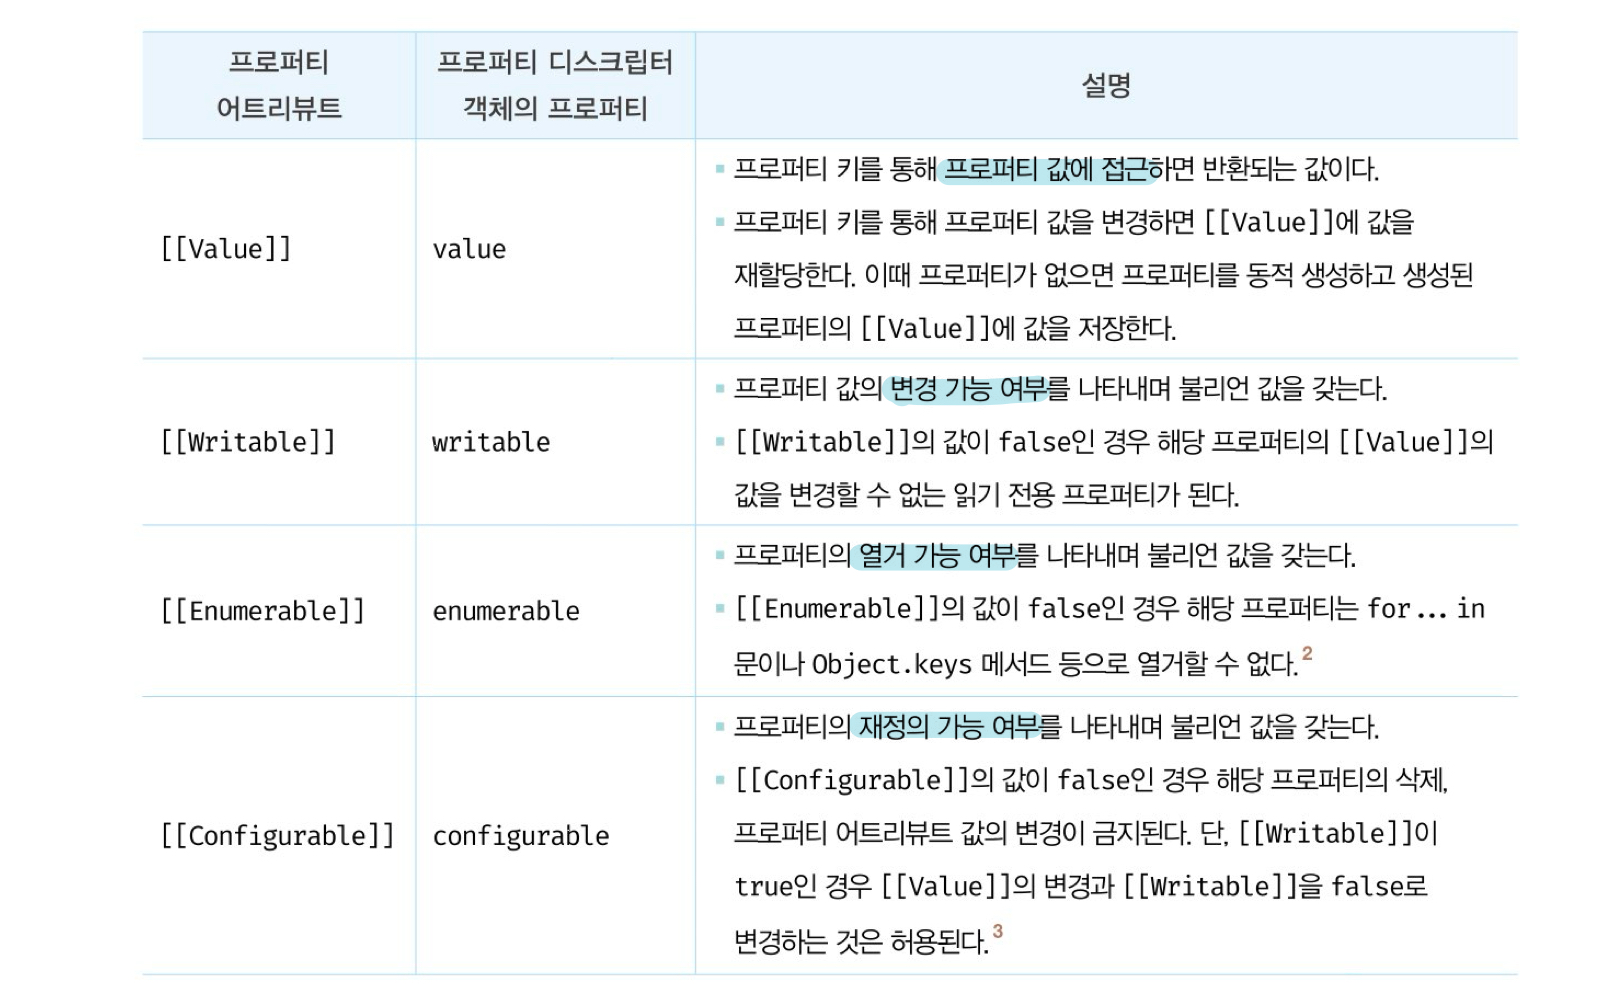 프로퍼티
어트리뷰트
프로퍼티 디스크립터
객체의 프로퍼티
설명
[[Value]]
value
프로퍼티 키를 통해 프로퍼티 값에 접근하면 반환되는 값이다.
프로퍼티 키를 통해 프로퍼티 값을 변경하면 [[Value]]에 값을
재할당한다. 이때 프로퍼티가 없으면 프로퍼티를 동적 생성하고 생성된
프로퍼티의 [[Value]]에 값을 저장한다.
[[Writable]]
writable
프로퍼티 값의 변경 가능 여부를 나타내며 불리언 값을 갖는다.
[[Writable]]의 값이 false인 경우 해당 프로퍼티의 [[Value]]의
값을 변경할 수 없는 읽기 전용 프로퍼티가 된다.
[[Enumerable]]
enumerable
프로퍼티의 열거 가능 여부를 나타내며 불리언 값을 갖는다.
[[Enumerable]]의 값이 false인 경우 해당 프로퍼티는 for...in
문이나 Object.keys 메서드 등으로 열거할 수 없다.2
[[Configurable]]
configurable
프로퍼티의 재정의 가능 여부를 나타내며 불리언 값을 갖는다.
[[Configurable]]의 값이 false인 경우 해당 프로퍼티의 삭제,
프로퍼티 어트리뷰트 값의 변경이 금지된다. 단, [[Writable]]이
true인 경우 [[Value]]의 변경과 [[Writable]]을 false로
변경하는 것은 허용된다.3